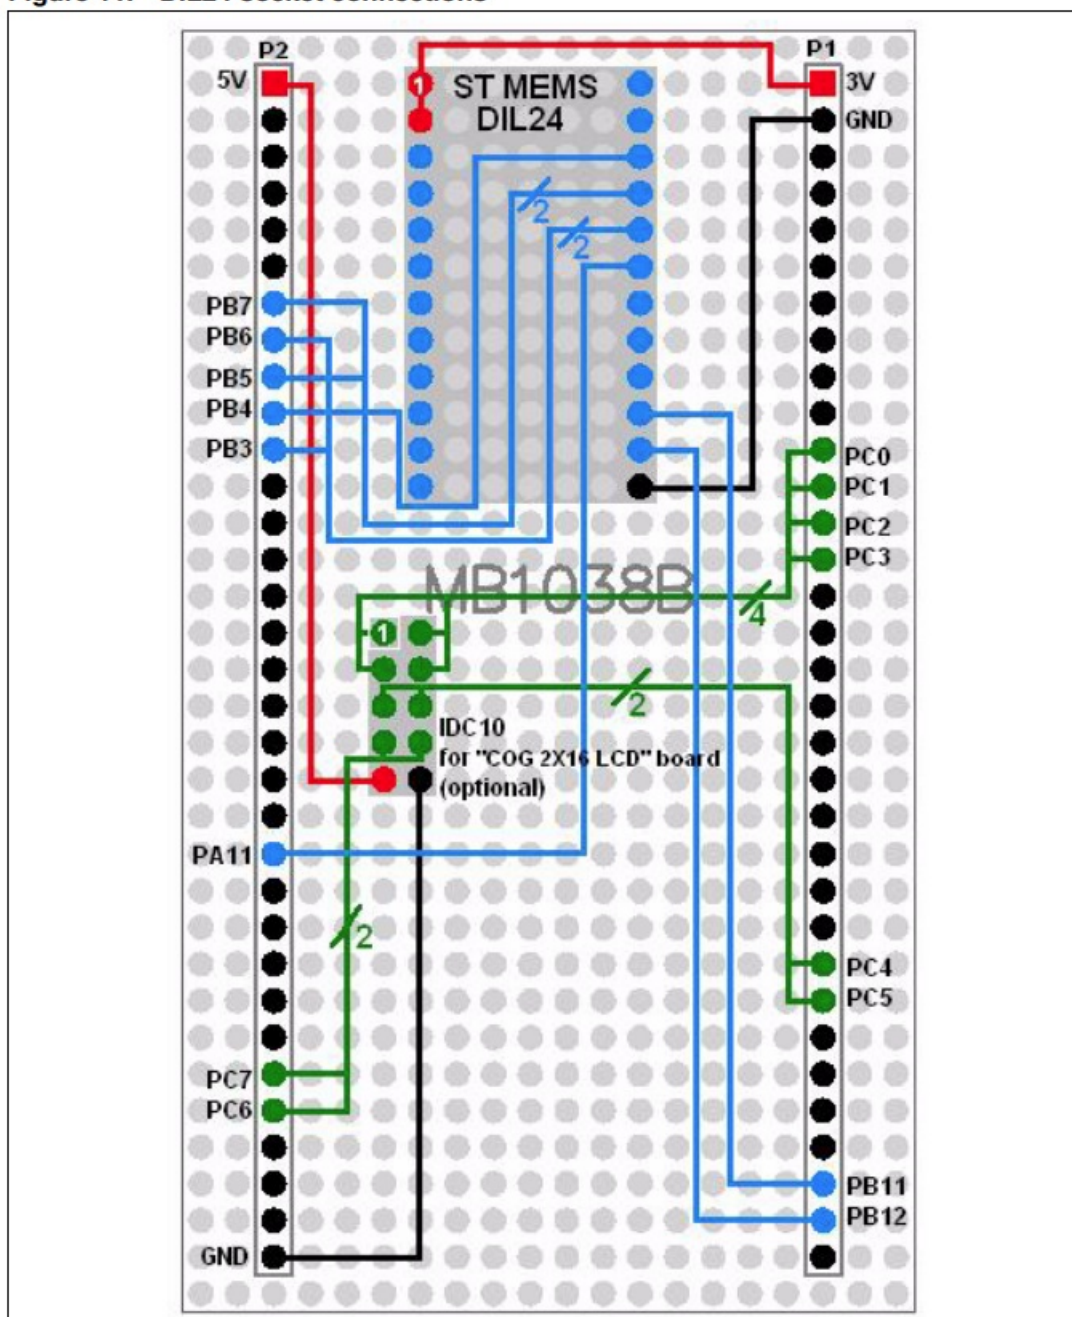 P2
P1
5V
1
ST MEMS
DIL24
3V
GND
2
2
PB7
PB6
PB5
PB4
PB3
PC0
PC1
PC2
PC3
MB1038B
4
1
2
IDC10
for "COG 2X16 LCD" board
(optional)
PA11
2
PC4
PC5
PC7
PC6
PB11
PB12
GND